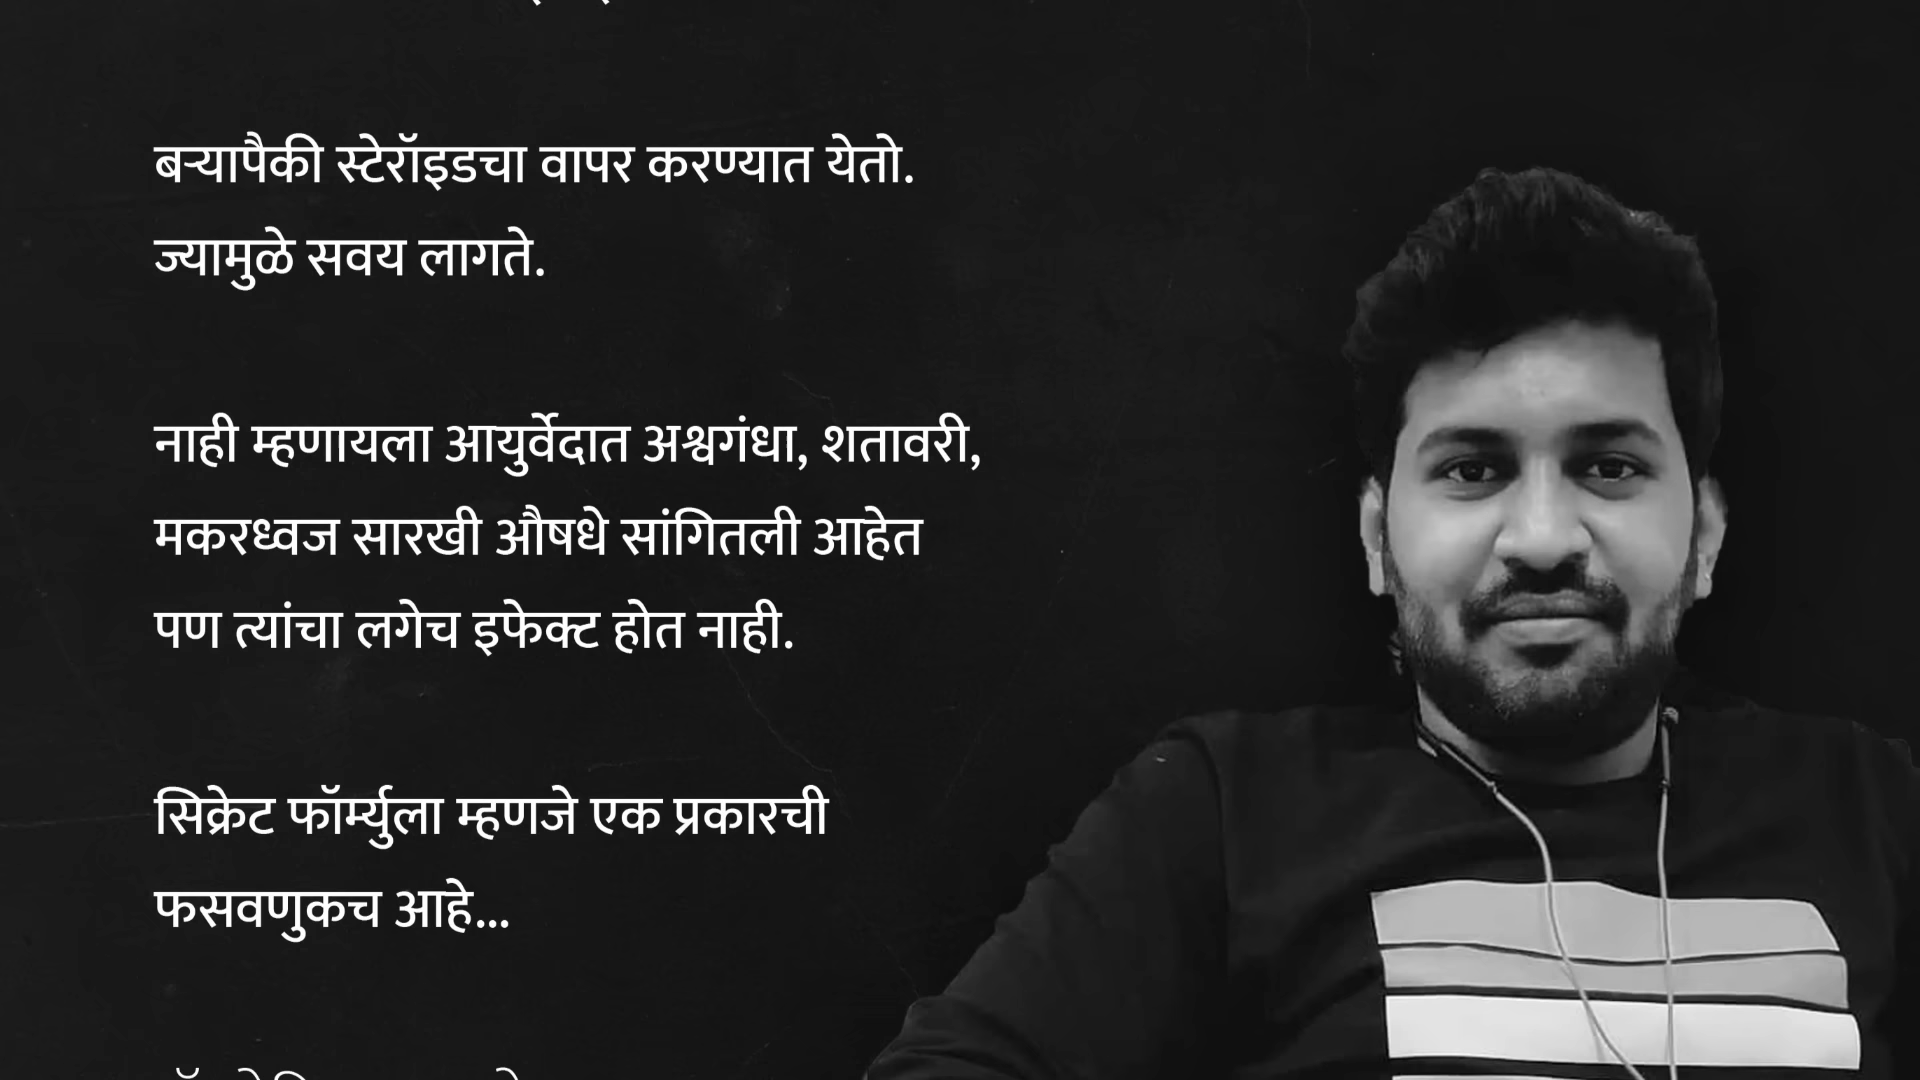 बऱ्यापैकी स्टेरॉइडचा वापर करण्यात येतो.
ज्यामुळे सवय लागते.
नाही म्हणायला आयुर्वेदात अश्वगंधा, शतावरी,
मकरध्वज सारखी औषधे सांगितली आहेत
पण त्यांचा लगेच इफेक्ट होत नाही.
सिक्रेट फॉर्म्युला म्हणजे एक प्रकारची
फसवणुकच आहे...